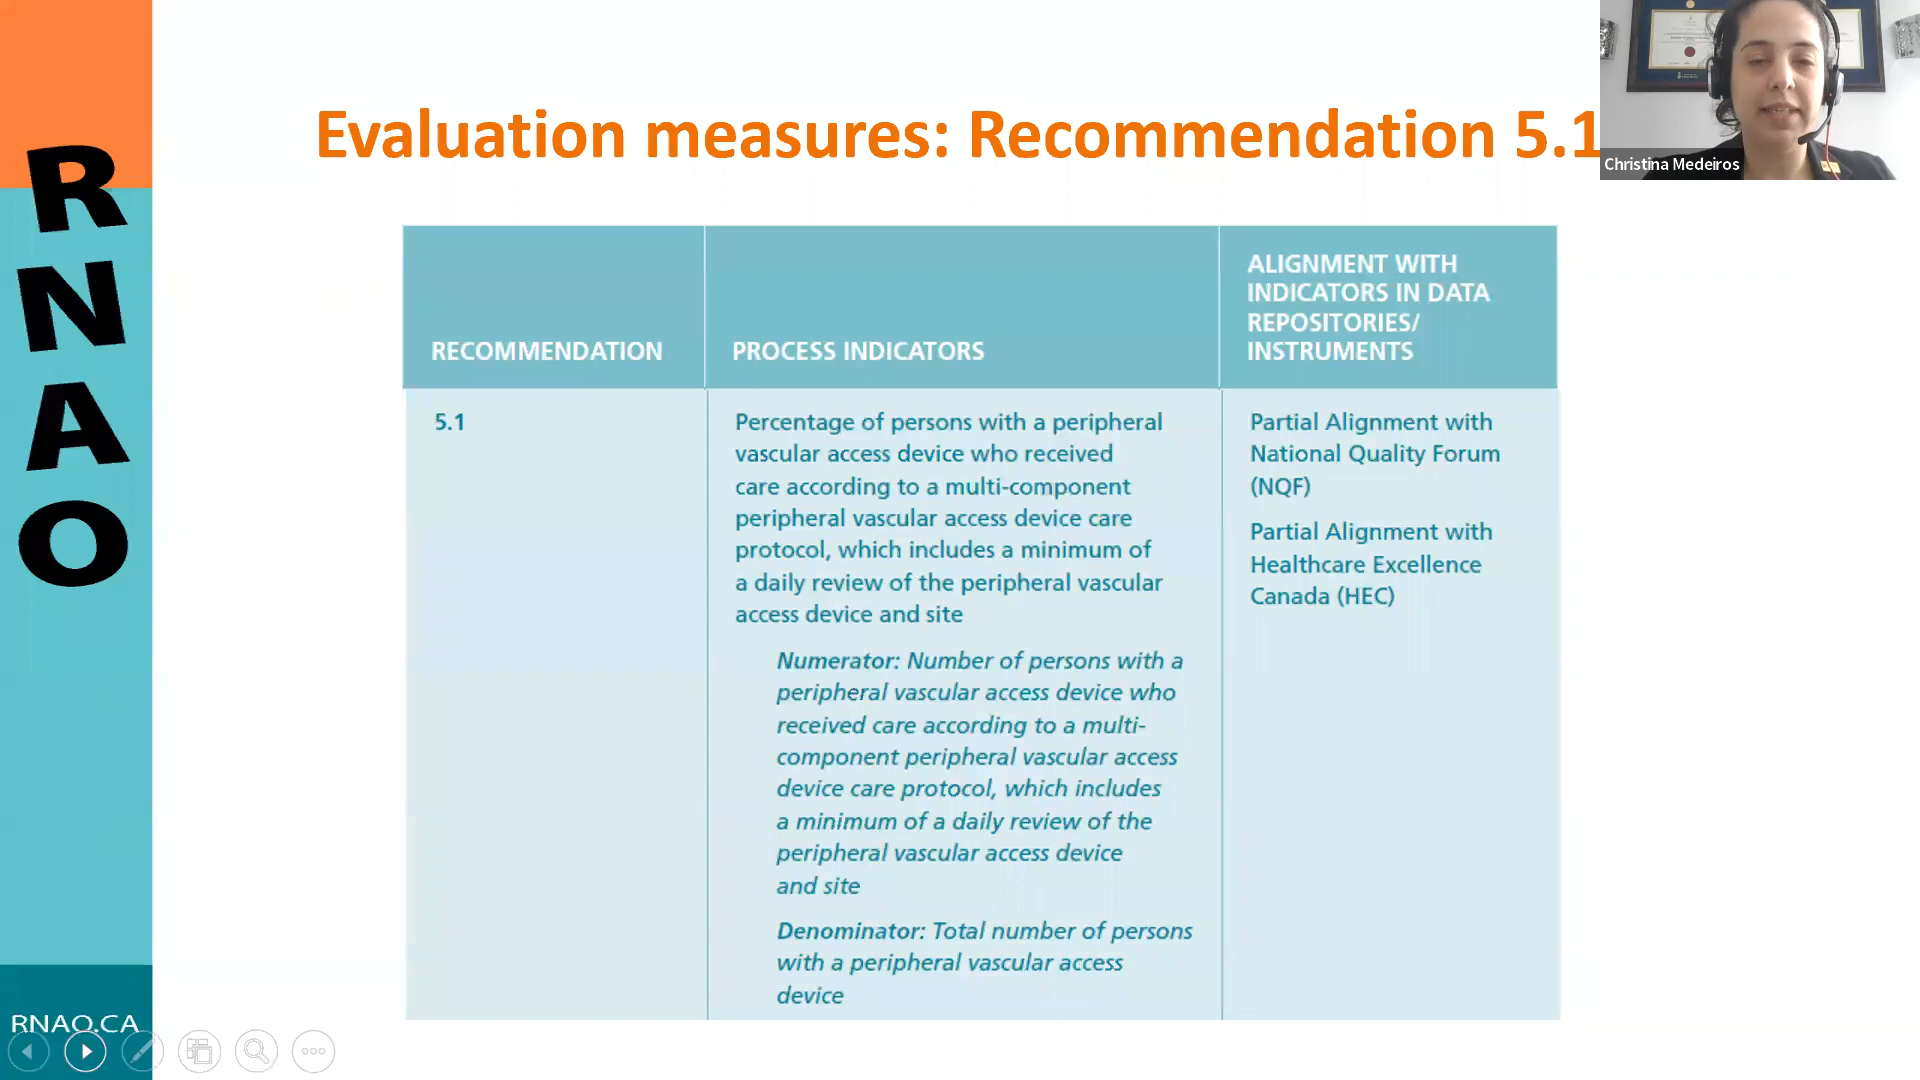 Evaluation measures: Recommendation 5.1
Christina Medeiros
R
N
A
O
RNAO.CA
RECOMMENDATION
PROCESS INDICATORS
ALIGNMENT WITH
INDICATORS IN DATA
REPOSITORIES/
INSTRUMENTS
5.1
Percentage of persons with a peripheral
vascular access device who received
care according to a multi-component
peripheral vascular access device care
protocol, which includes a minimum of
a daily review of the peripheral vascular
access device and site
Numerator: Number of persons with a
peripheral vascular access device who
received care according to a multi-
component peripheral vascular access
device care protocol, which includes
a minimum of a daily review of the
peripheral vascular access device
and site
Denominator: Total number of persons
with a peripheral vascular access
device
Partial Alignment with
National Quality Forum
(NQF)
Partial Alignment with
Healthcare Excellence
Canada (HEC)